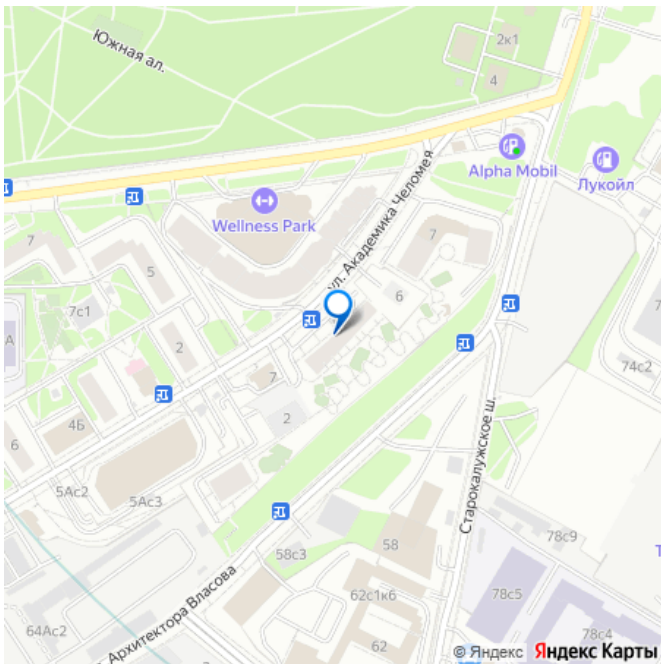 Южная ал.
2к1
4
Alpha Mobil
Лукойл
ул. Академика Челомея
Wellness Park
7
7
5
6
7с1
А
2
74с2
7
4Б
2
6
Старокалужское ш.
5Ас2
5Ас3
78с9
58
58с3
Т
78с5
62с1к6
Архитектора Власова
64Ас2
78с4
62
© Яндекс Яндекс Карты